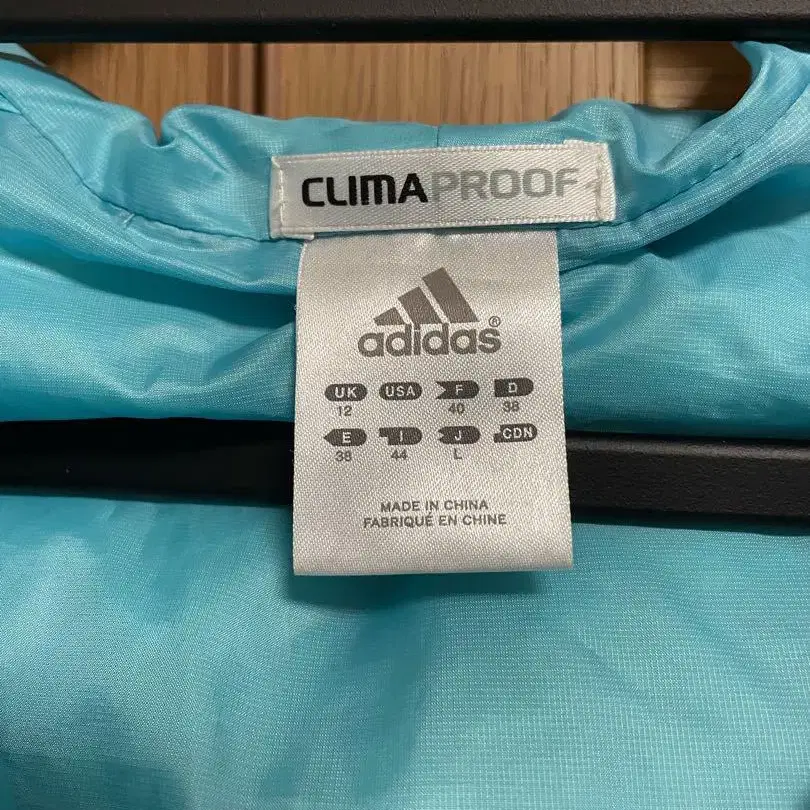 CLIMAPROOF
adidas®
UK USA F D
12 40 38
E I J CDN
38 44 L
MADE IN CHINA
FABRIQUÉ EN CHINE